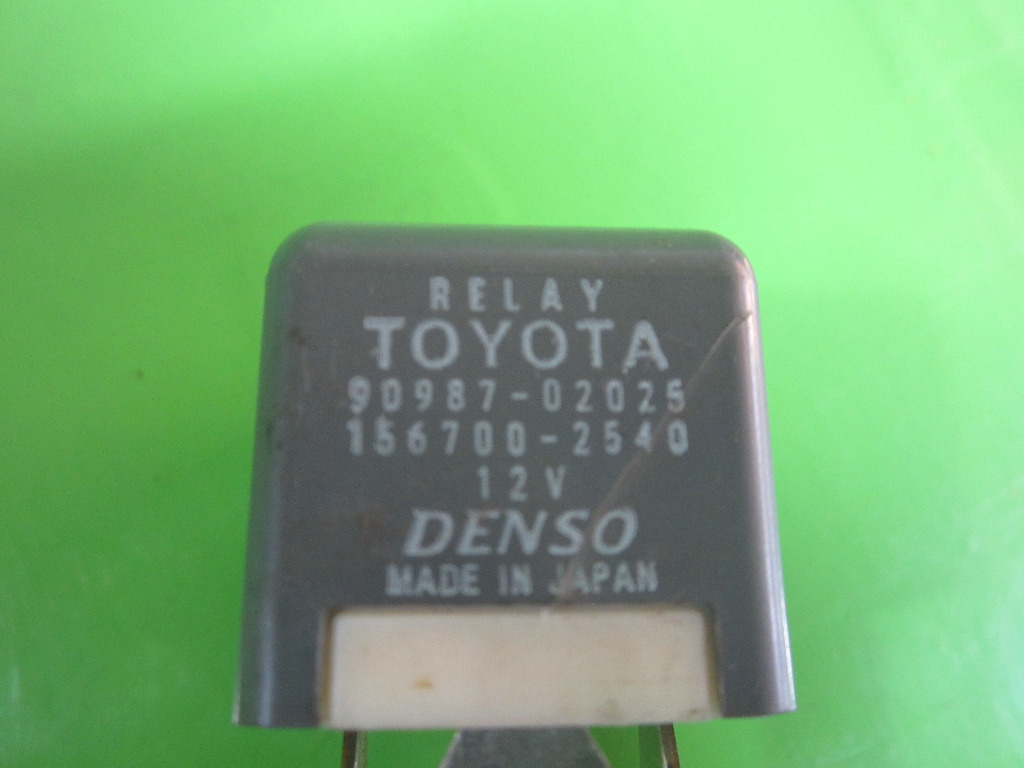 RELAY
TOYOTA
90987-02025
156700-2540
12V
DENSO
MADE IN JAPAN